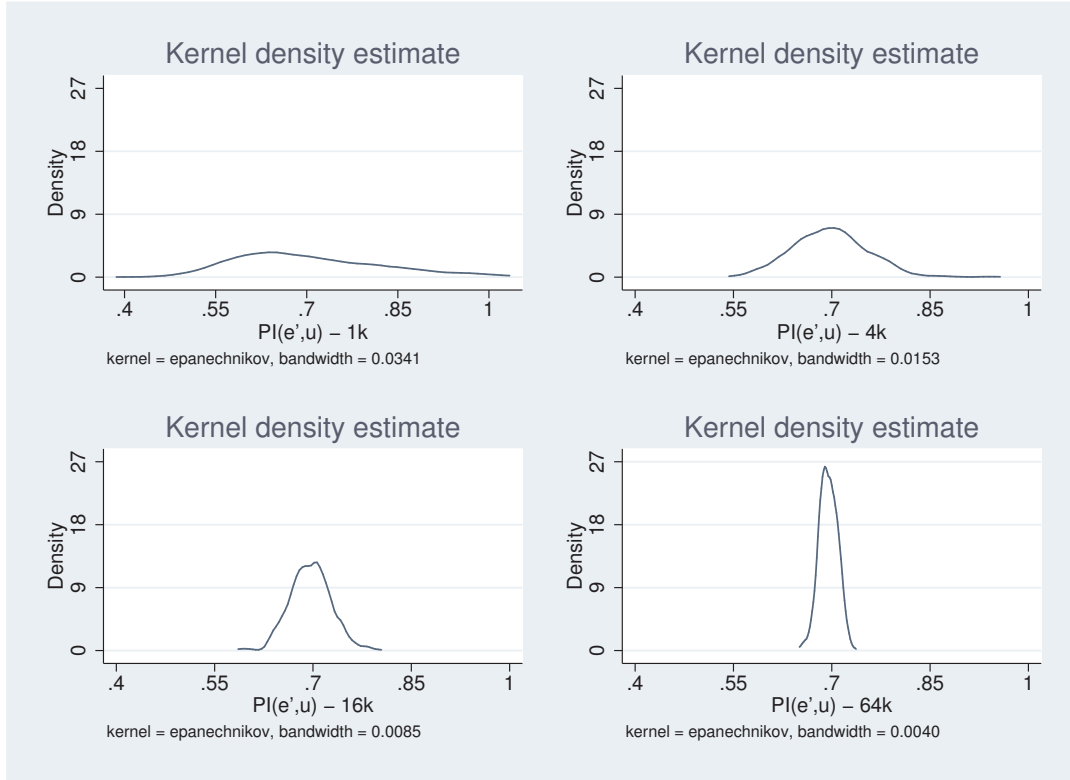 Kernel density estimate
Density
27
18
9
0
.4 .55 .7 .85 1
PI(e’,u) − 1k
kernel = epanechnikov, bandwidth = 0.0341
Kernel density estimate
Density
27
18
9
0
.4 .55 .7 .85 1
PI(e’,u) − 4k
kernel = epanechnikov, bandwidth = 0.0153
Kernel density estimate
Density
27
18
9
0
.4 .55 .7 .85 1
PI(e’,u) − 16k
kernel = epanechnikov, bandwidth = 0.0085
Kernel density estimate
Density
27
18
9
0
.4 .55 .7 .85 1
PI(e’,u) − 64k
kernel = epanechnikov, bandwidth = 0.0040